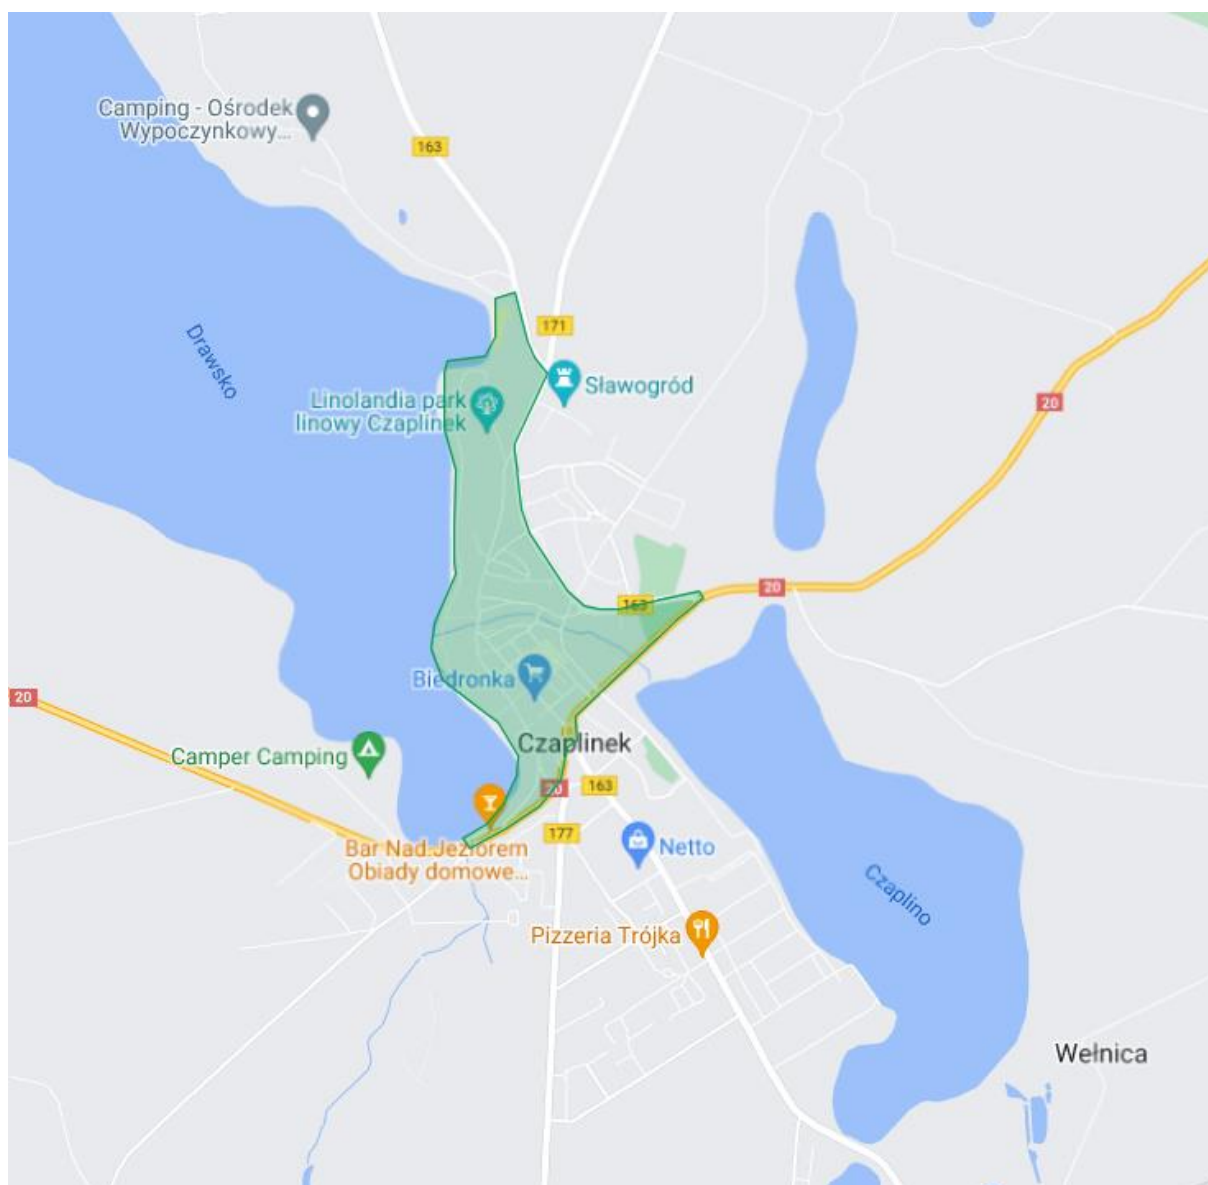 Camping - Ośrodek
Wypoczynkowy...
163
Drawsko
171
Sławogród
Linolandia park
linowy Czaplinek
20
20
163
Biedronka
20
Czaplinek
Camper Camping
20
163
177
Bar Nad Jeziorem
Obiady domowe...
Netto
Czaplino
Pizzeria Trójka
Wełnica